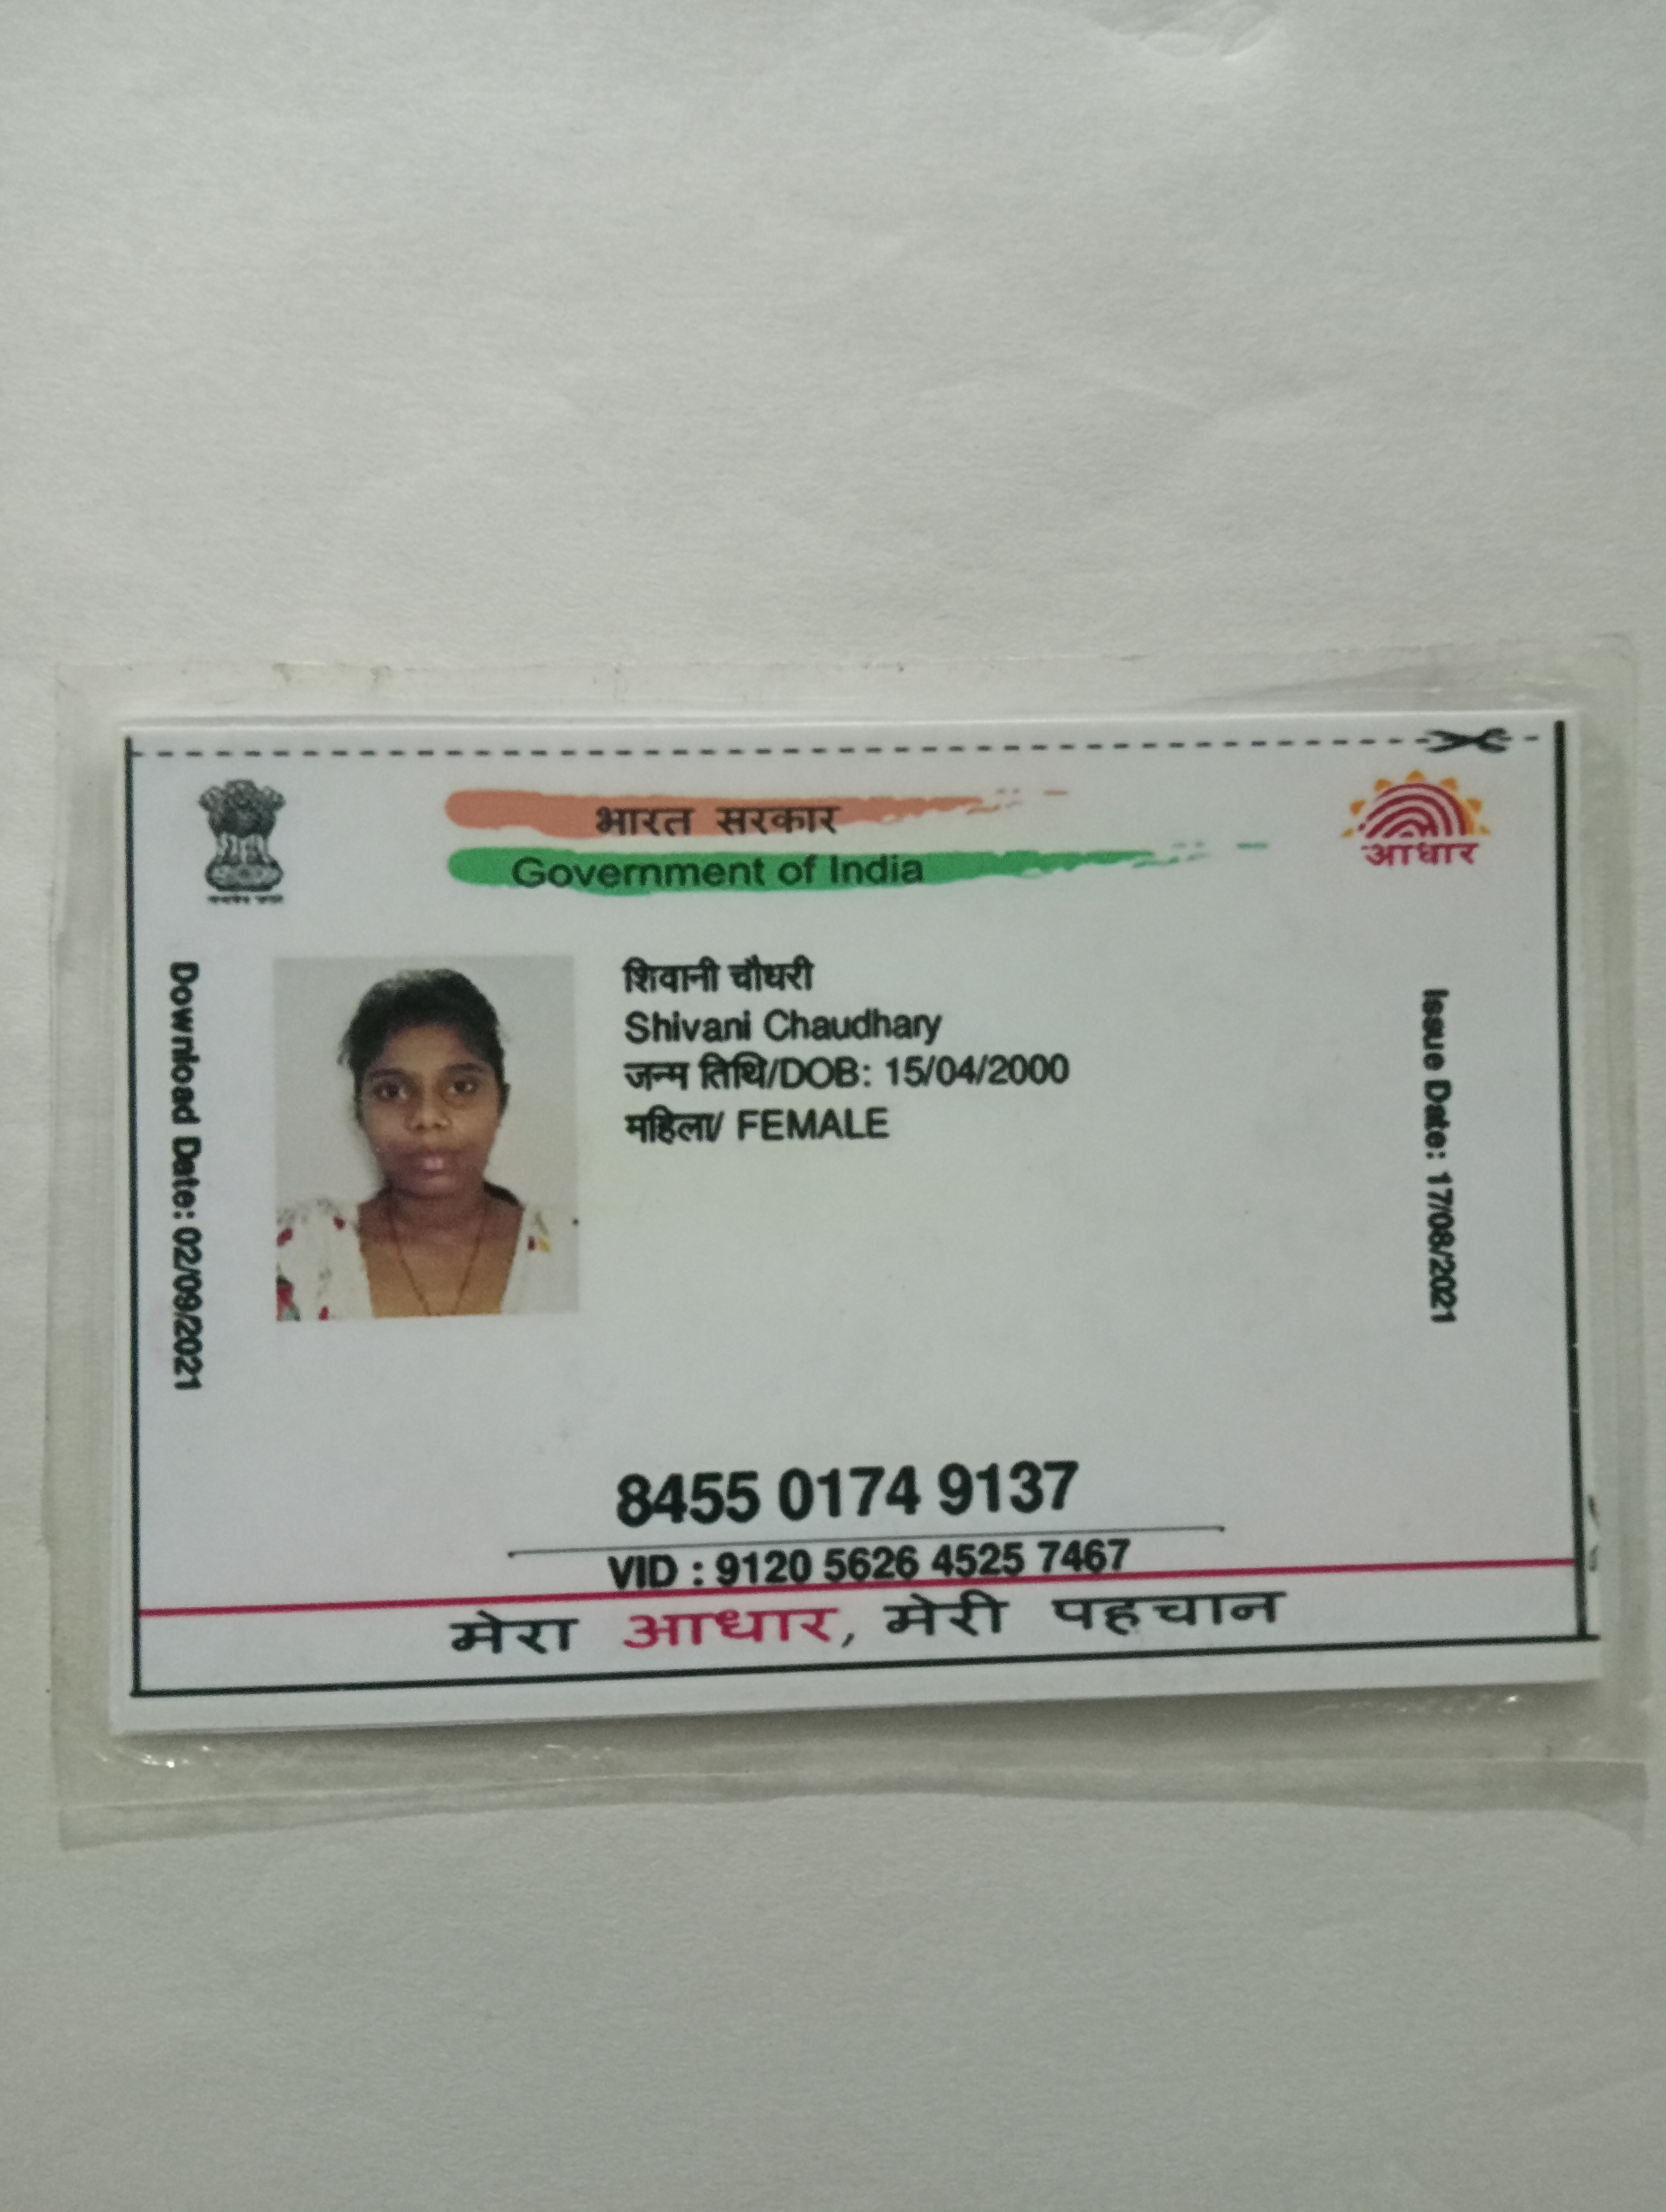 भारत सरकार
Government of India
आधार
Download Date: 02/09/2021
शिवानी चौधरी
Shivani Chaudhary
जन्म तिथि/DOB: 15/04/2000
महिला/ FEMALE
Issue Date: 17/08/2021
8455 0174 9137
VID : 9120 5626 4525 7467
मेरा आधार, मेरी पहचान